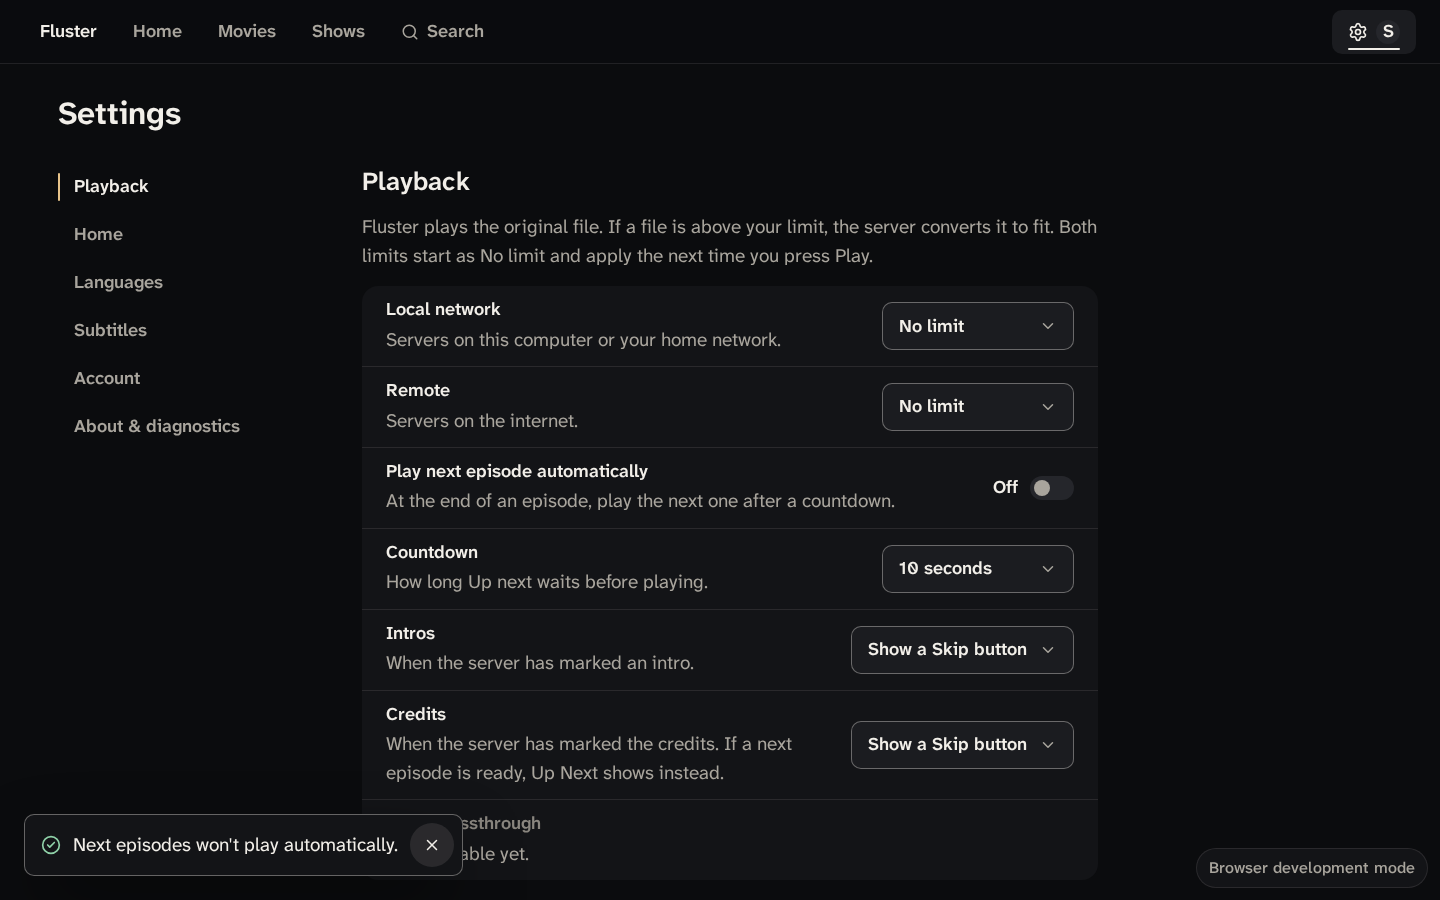 Fluster
Home
Movies
Shows
Search
S
Settings
Playback
Home
Languages
Subtitles
Account
About & diagnostics
Playback
Fluster plays the original file. If a file is above your limit, the server converts it to fit. Both
limits start as No limit and apply the next time you press Play.
Local network
Servers on this computer or your home network.
No limit
Remote
Servers on the internet.
No limit
Play next episode automatically
At the end of an episode, play the next one after a countdown.
Off
Countdown
How long Up next waits before playing.
10 seconds
Intros
When the server has marked an intro.
Show a Skip button
Credits
When the server has marked the credits. If a next
episode is ready, Up Next shows instead.
Show a Skip button
yet.
Next episodes won't play automatically.
Browser development mode